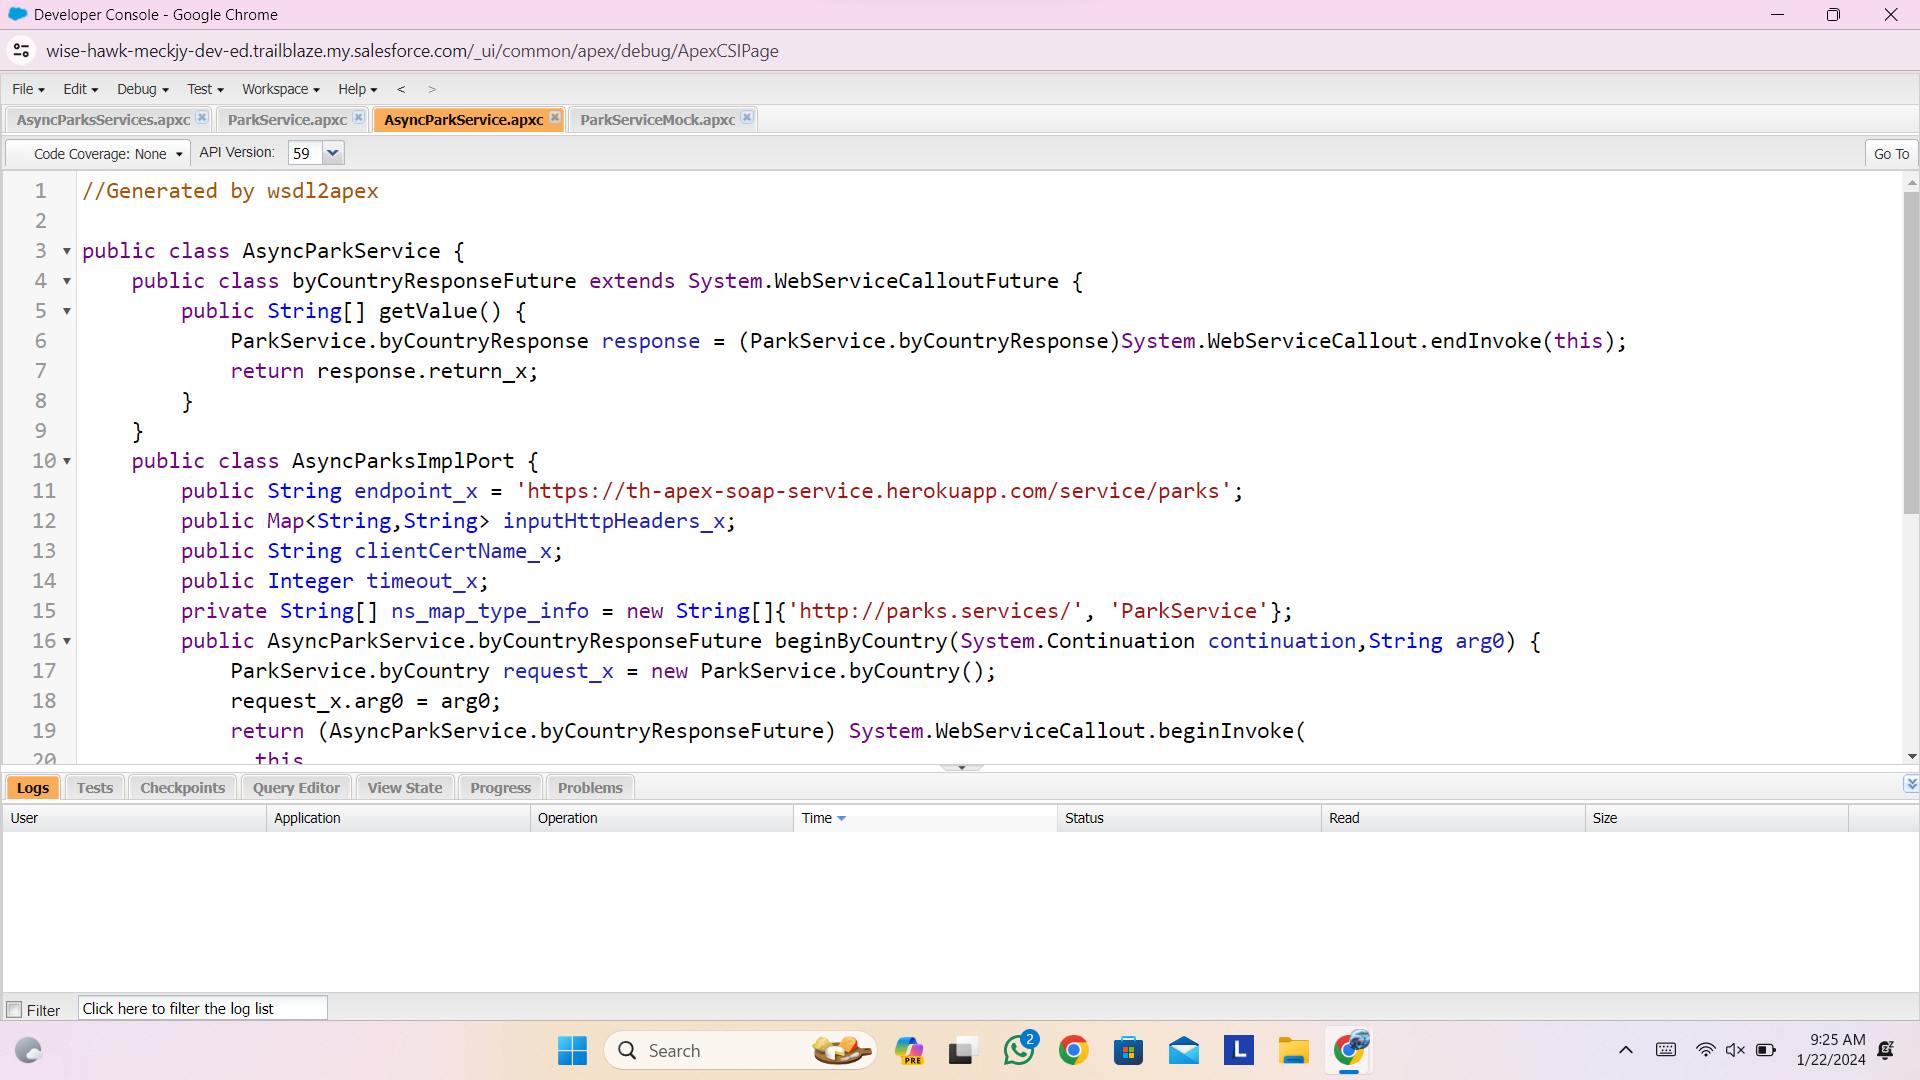 Developer Console - Google Chrome
wise-hawk-meckjy-dev-ed.trailblaze.my.salesforce.com/_ui/common/apex/debug/ApexCSIPage
File Edit Debug Test Workspace Help < >
AsyncParksServices.apxc ParkService.apxc AsyncParkService.apxc ParkServiceMock.apxc
Code Coverage: None API Version: 59 Go To
1 //Generated by wsdl2apex
2
3 public class AsyncParkService {
4 public class byCountryResponseFuture extends System.WebServiceCalloutFuture {
5 public String[] getValue() {
6 ParkService.byCountryResponse response = (ParkService.byCountryResponse)System.WebServiceCallout.endInvoke(this);
7 return response.return_x;
8 }
9 }
10 public class AsyncParksImplPort {
11 public String endpoint_x = 'https://th-apex-soap-service.herokuapp.com/service/parks';
12 public Map<String,String> inputHttpHeaders_x;
13 public String clientCertName_x;
14 public Integer timeout_x;
15 private String[] ns_map_type_info = new String[]{'http://parks.services/', 'ParkService'};
16 public AsyncParkService.byCountryResponseFuture beginByCountry(System.Continuation continuation,String arg0) {
17 ParkService.byCountry request_x = new ParkService.byCountry();
18 request_x.arg0 = arg0;
19 return (AsyncParkService.byCountryResponseFuture) System.WebServiceCallout.beginInvoke(
20 this
Logs Tests Checkpoints Query Editor View State Progress Problems
User Application Operation Time Status Read Size
Filter Click here to filter the log list
Search PRE 2 L
9:25 AM
1/22/2024